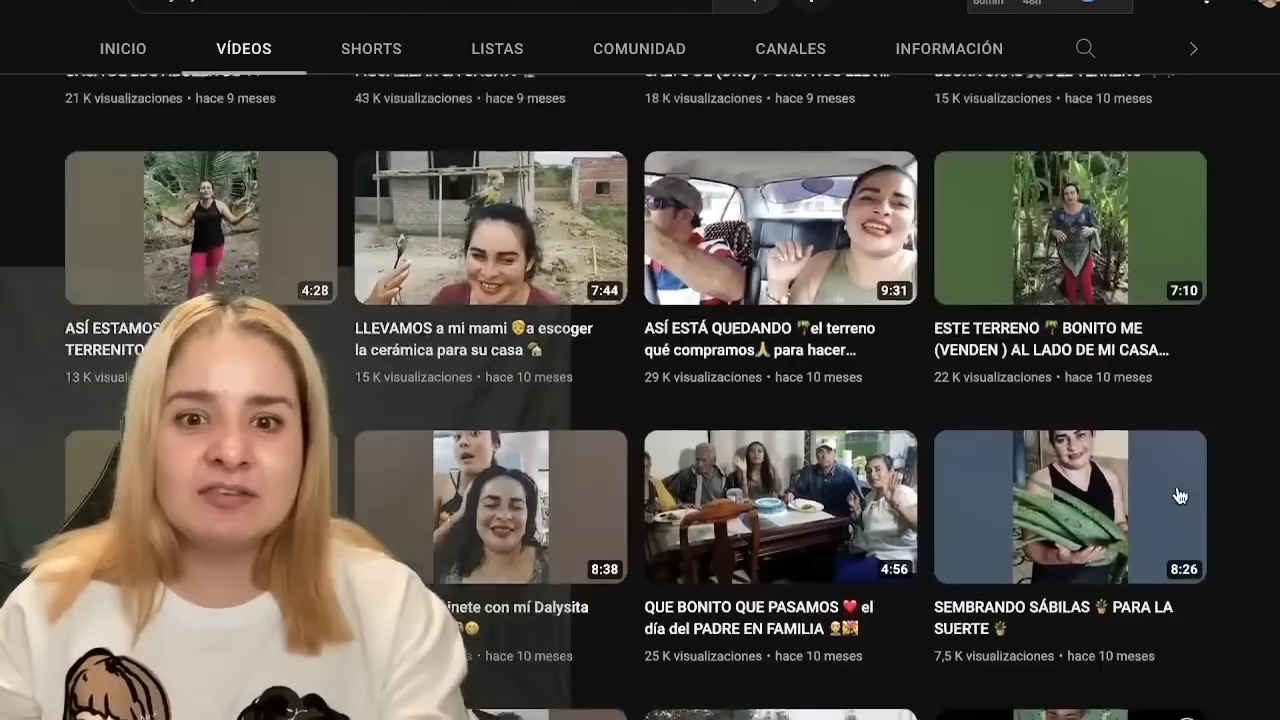 60min 48h
INICIO VÍDEOS SHORTS LISTAS COMUNIDAD CANALES INFORMACIÓN
21 K visualizaciones • hace 9 meses
43 K visualizaciones • hace 9 meses
18 K visualizaciones • hace 9 meses
15 K visualizaciones • hace 10 meses
4:28
7:44
9:31
7:10
ASÍ ESTAMOS
TERRENITO
13 K visuali
LLEVAMOS a mi mami 👵a escoger
la cerámica para su casa 🏡
15 K visualizaciones • hace 10 meses
ASÍ ESTÁ QUEDANDO 🌴el terreno
qué compramos🙏 para hacer...
29 K visualizaciones • hace 10 meses
ESTE TERRENO 🌴 BONITO ME
(VENDEN ) AL LADO DE MI CASA...
22 K visualizaciones • hace 10 meses
8:38
4:56
8:26
inete con mí Dalysita
• hace 10 meses
QUE BONITO QUE PASAMOS ❤️ el
día del PADRE EN FAMILIA
25 K visualizaciones • hace 10 meses
SEMBRANDO SÁBILAS 🪴 PARA LA
SUERTE 🪴
7,5 K visualizaciones • hace 10 meses